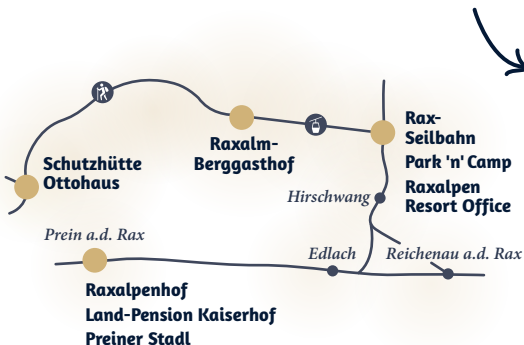 Rax-
Seilbahn
Park 'n' Camp
Raxalpen
Resort Office
Raxalm-
Berggasthof
Schutzhütte
Ottohaus
Hirschwang
Prein a.d. Rax
Edlach
Reichenau a.d. Rax
Raxalpenhof
Land-Pension Kaiserhof
Preiner Stadl